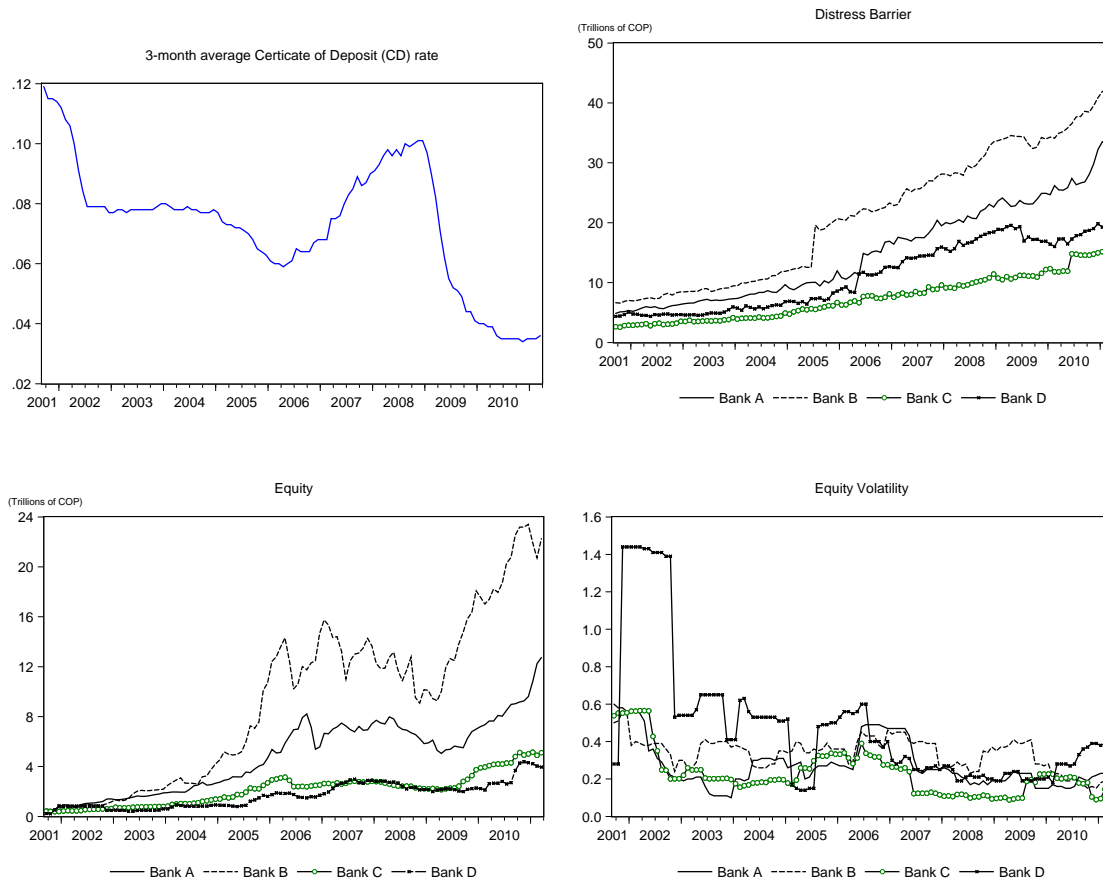 3-month average Certicate of Deposit (CD) rate
.12
.10
.08
.06
.04
.02
2001 2002 2003 2004 2005 2006 2007 2008 2009 2010
Distress Barrier
(Trillions of COP)
50
40
30
20
10
0
2001 2002 2003 2004 2005 2006 2007 2008 2009 2010
Bank A Bank B Bank C Bank D
Equity
(Trillions of COP)
24
20
16
12
8
4
0
2001 2002 2003 2004 2005 2006 2007 2008 2009 2010
Bank A Bank B Bank C Bank D
Equity Volatility
1.6
1.4
1.2
1.0
0.8
0.6
0.4
0.2
0.0
2001 2002 2003 2004 2005 2006 2007 2008 2009 2010
Bank A Bank B Bank C Bank D